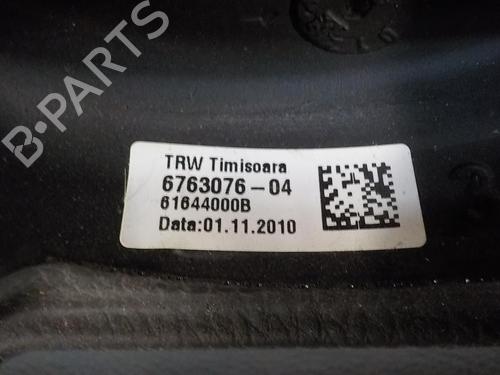 B-PARTS
TRW Timisoara
6763076-04
61644000B
Data:01.11.2010